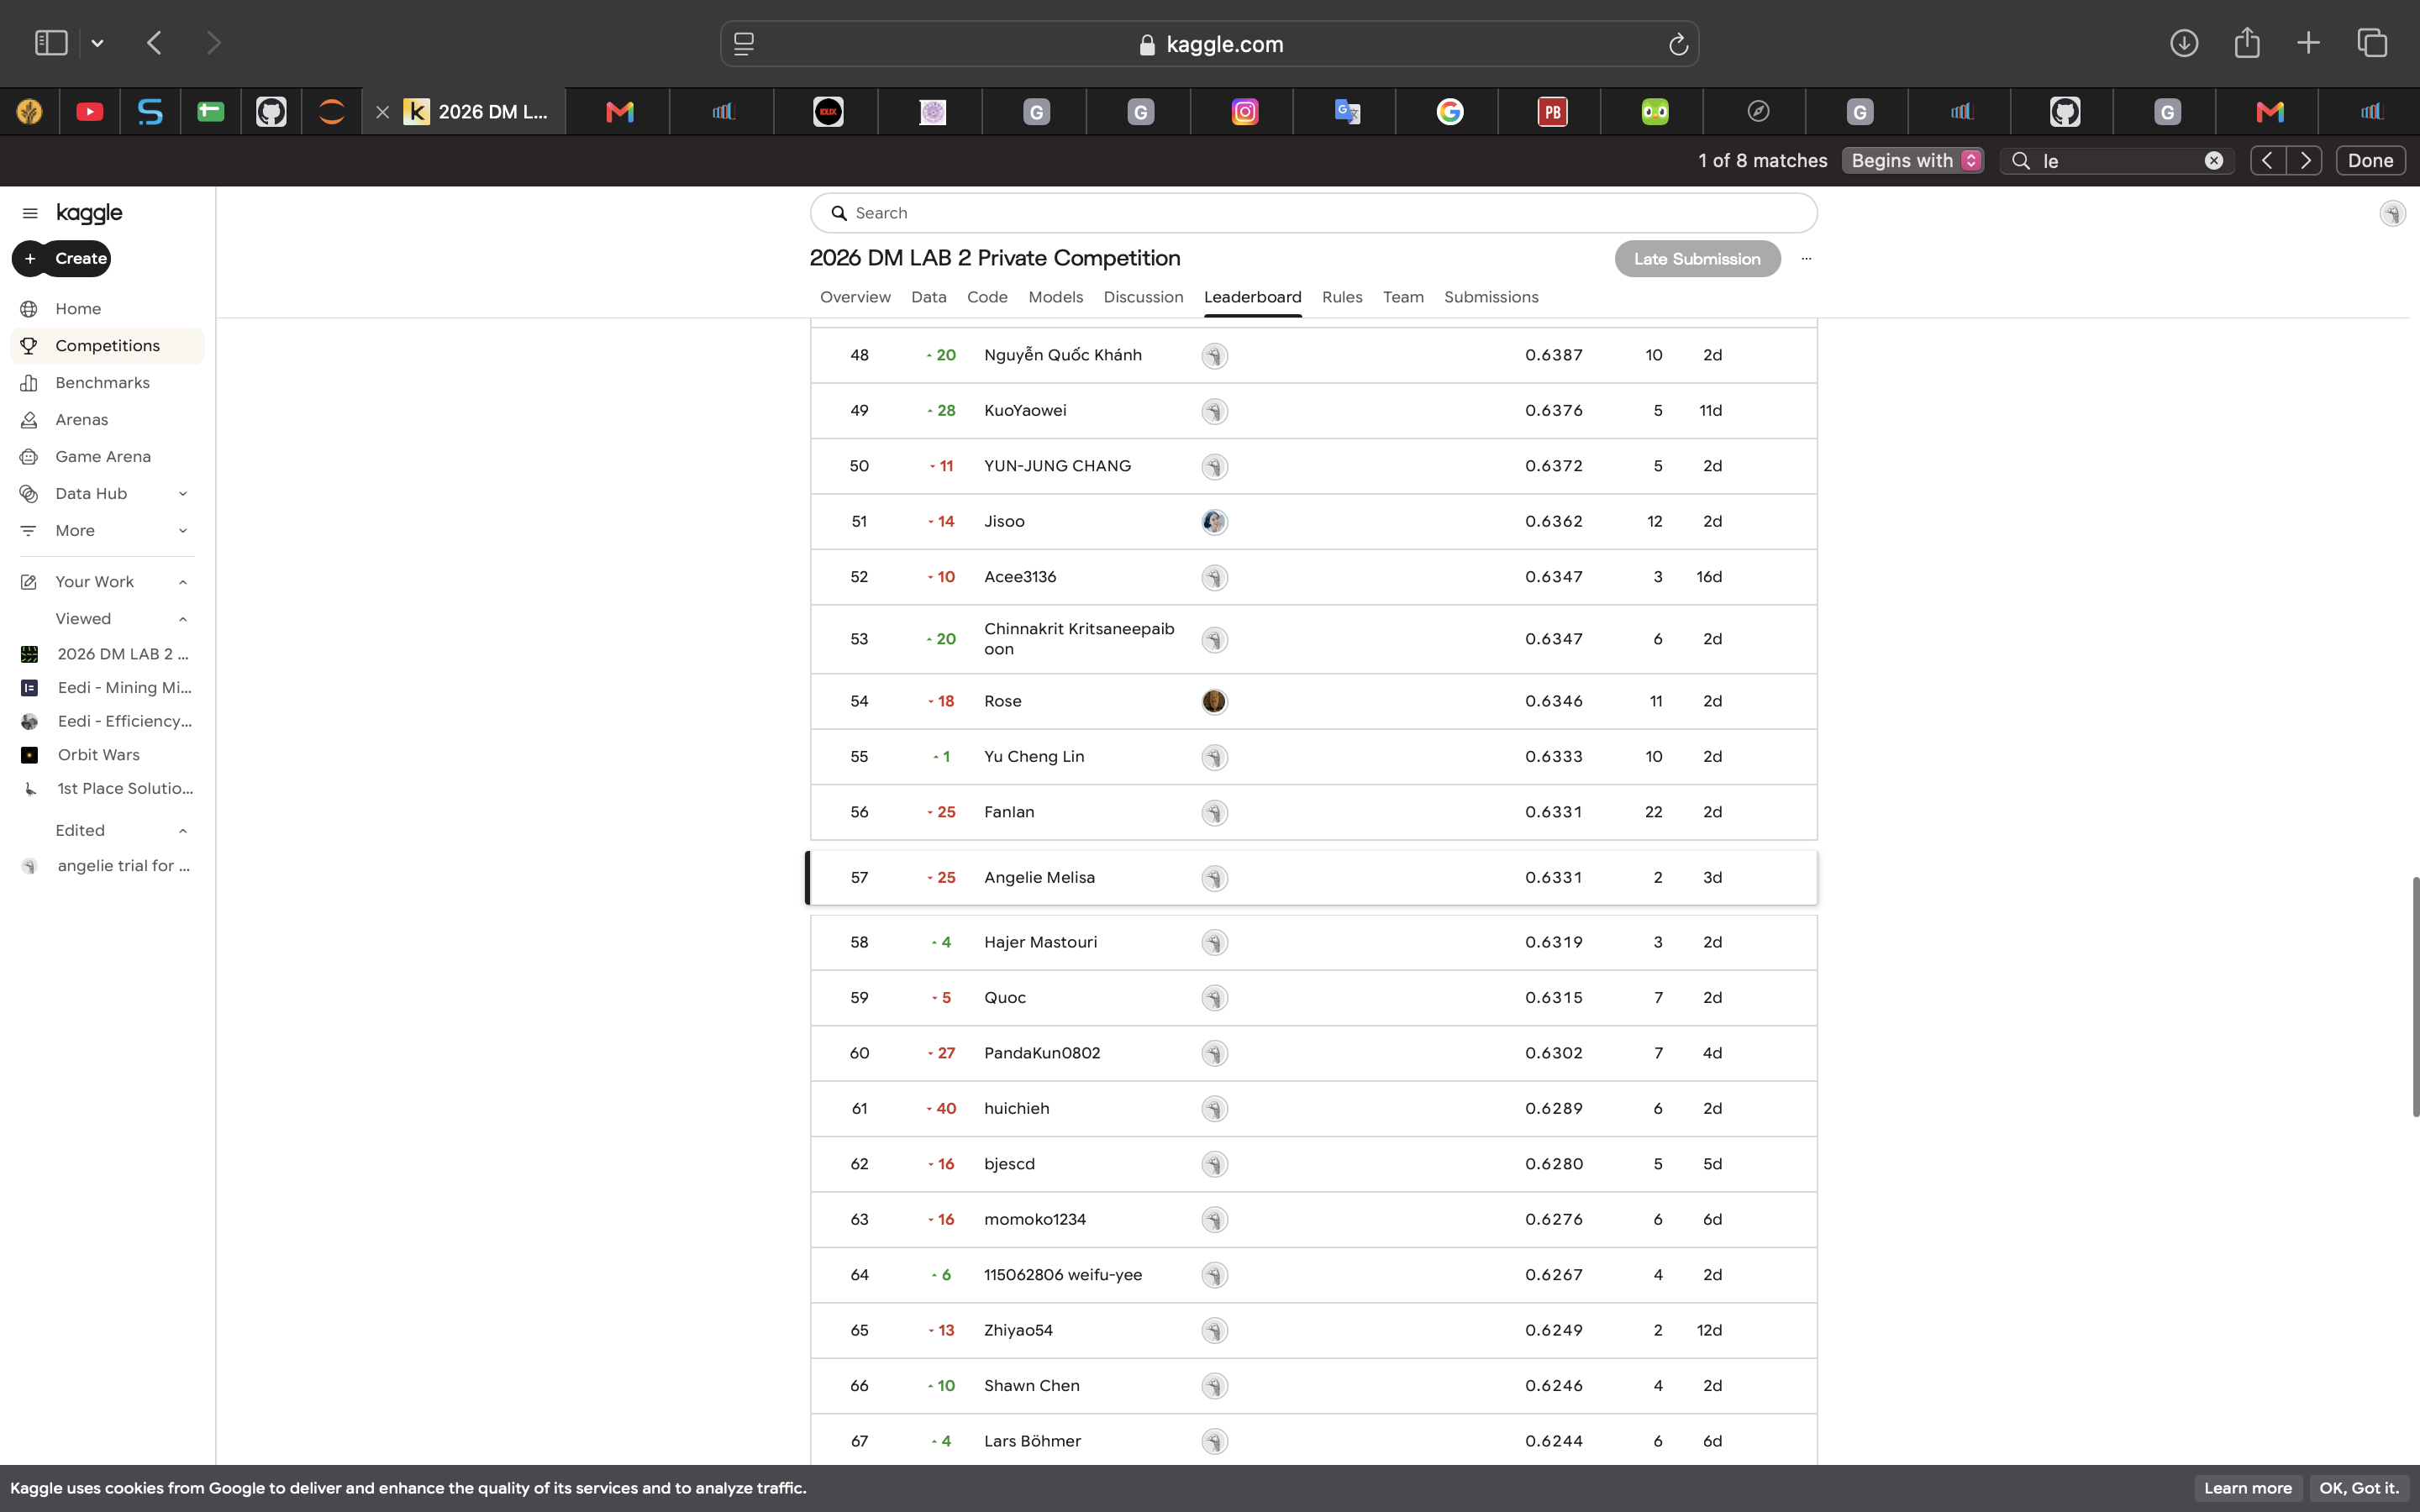 kaggle.com
2026 DM L...
1 of 8 matches Begins with le Done
kaggle
Search
Create
2026 DM LAB 2 Private Competition
Late Submission
Overview Data Code Models Discussion Leaderboard Rules Team Submissions
Home
Competitions
Benchmarks
Arenas
Game Arena
Data Hub
More
Your Work
Viewed
2026 DM LAB 2 ...
Eedi - Mining Mi...
Eedi - Efficiency...
Orbit Wars
1st Place Solutio...
Edited
angelie trial for ...
48 20 Nguyễn Quốc Khánh 0.6387 10 2d
49 28 KuoYaowei 0.6376 5 11d
50 11 YUN-JUNG CHANG 0.6372 5 2d
51 14 Jisoo 0.6362 12 2d
52 10 Acee3136 0.6347 3 16d
53 20 Chinnakrit Kritsaneepaib
oon 0.6347 6 2d
54 18 Rose 0.6346 11 2d
55 1 Yu Cheng Lin 0.6333 10 2d
56 25 Fanlan 0.6331 22 2d
57 25 Angelie Melisa 0.6331 2 3d
58 4 Hajer Mastouri 0.6319 3 2d
59 5 Quoc 0.6315 7 2d
60 27 PandaKun0802 0.6302 7 4d
61 40 huichieh 0.6289 6 2d
62 16 bjescd 0.6280 5 5d
63 16 momoko1234 0.6276 6 6d
64 6 115062806 weifu-yee 0.6267 4 2d
65 13 Zhiyao54 0.6249 2 12d
66 10 Shawn Chen 0.6246 4 2d
67 4 Lars Böhmer 0.6244 6 6d
Kaggle uses cookies from Google to deliver and enhance the quality of its services and to analyze traffic.
Learn more OK, Got it.